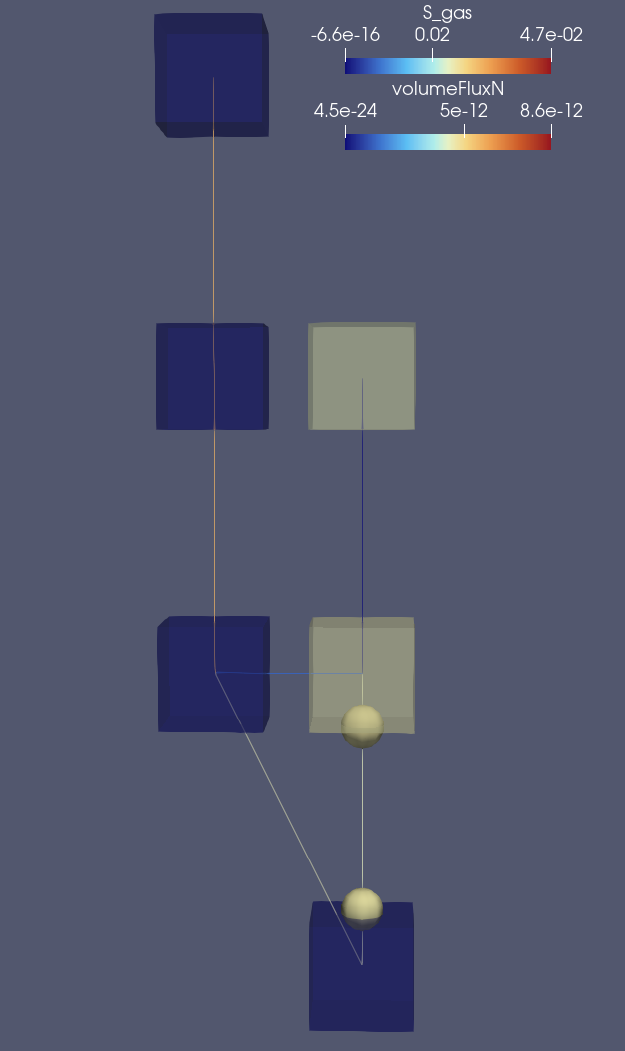 S_gas
-6.6e-16 0.02 4.7e-02
volumeFluxN
4.5e-24 5e-12 8.6e-12